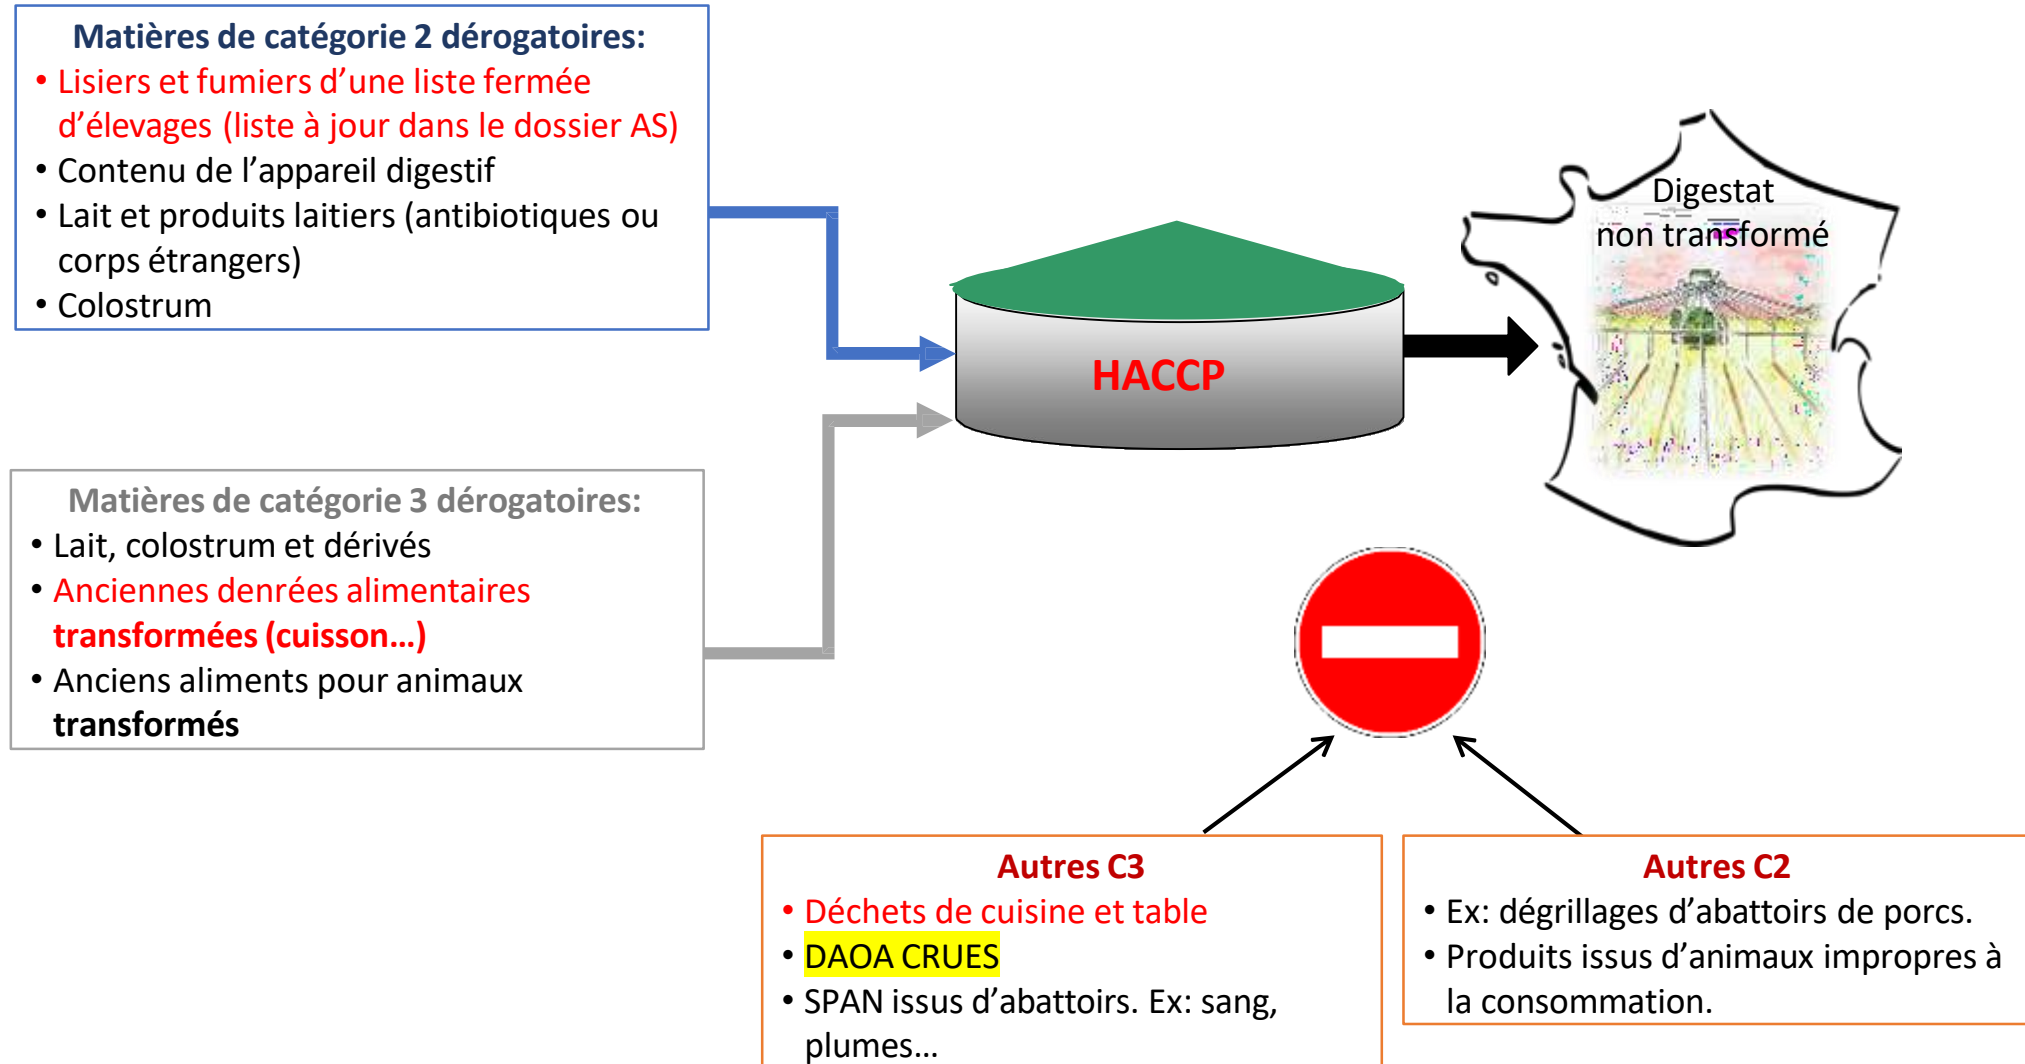 Matières de catégorie 2 dérogatoires:
• Lisiers et fumiers d’une liste fermée
d’élevages (liste à jour dans le dossier AS)
• Contenu de l’appareil digestif
• Lait et produits laitiers (antibiotiques ou
corps étrangers)
• Colostrum
HACCP
Digestat
non transformé
Matières de catégorie 3 dérogatoires:
• Lait, colostrum et dérivés
• Anciennes denrées alimentaires
transformées (cuisson…)
• Anciens aliments pour animaux
transformés
Autres C3
• Déchets de cuisine et table
• DAOA CRUES
• SPAN issus d’abattoirs. Ex: sang,
plumes…
Autres C2
• Ex: dégrillages d’abattoirs de porcs.
• Produits issus d’animaux impropres à
la consommation.